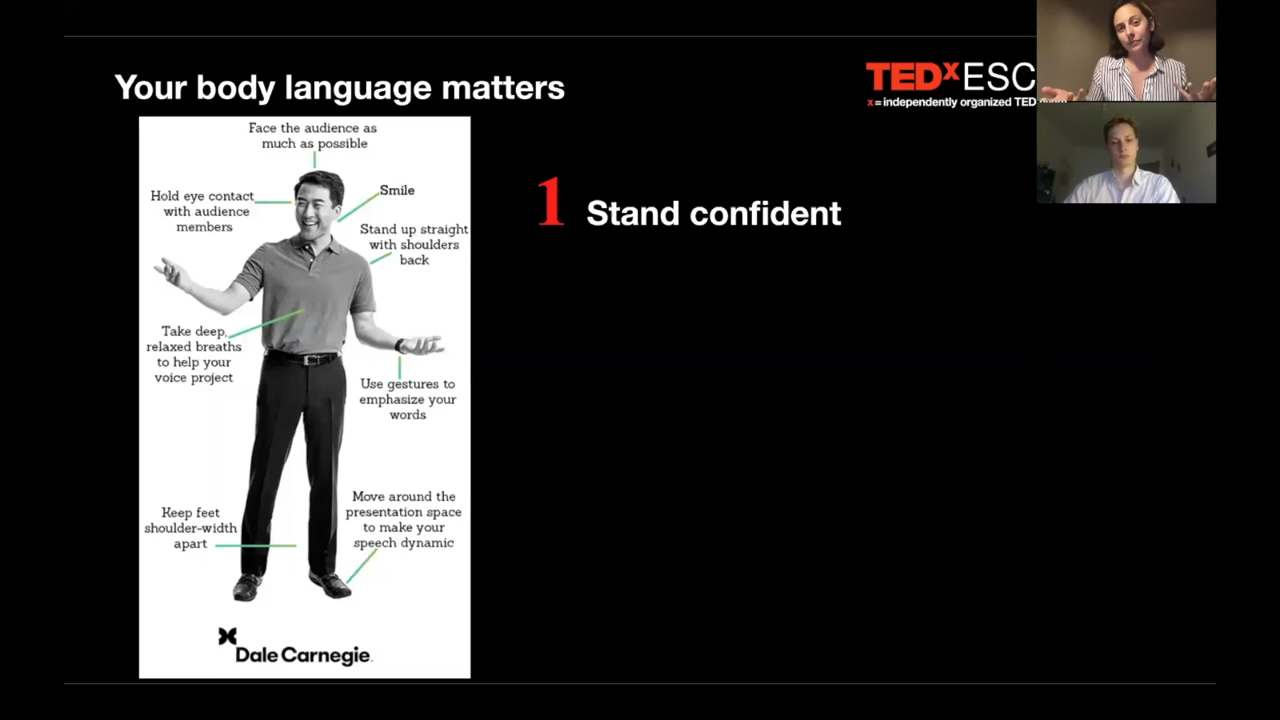 Your body language matters
TEDxESC
x = independently organized TED
Face the audience as
much as possible
Hold eye contact
with audience
members
Smile
Stand up straight
with shoulders
back
Take deep,
relaxed breaths
to help your
voice project
Use gestures to
emphasize your
words
Keep feet
shoulder-width
apart
Move around the
presentation space
to make your
speech dynamic
Dale Carnegie
1 Stand confident